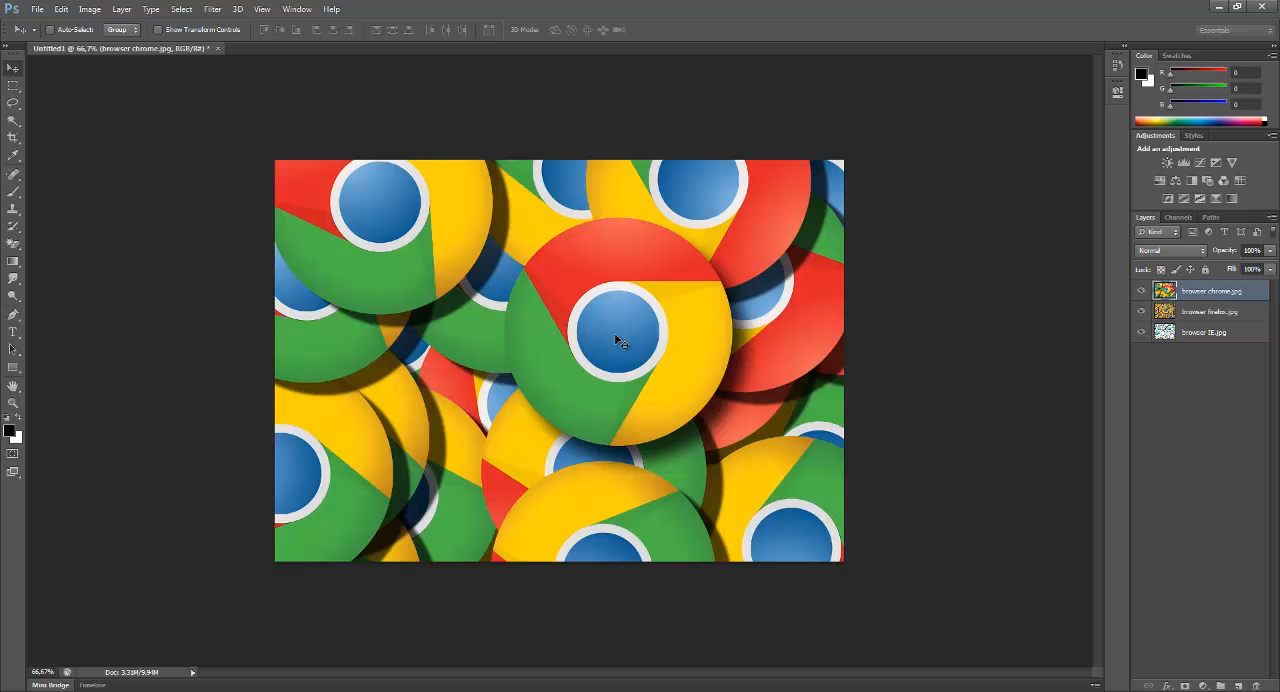 Ps File Edit Image Layer Type Select Filter 3D View Window Help
Auto-Select: Group Show Transform Controls 3D Mode: Essentials
Untitled1 @ 66,7% (browser chrome.jpg, RGB/8#) * ×
Color Swatches
R 0
G 0
B 0
Adjustments Styles
Add an adjustment
Layers Channels Paths
Kind
Normal Opacity: 100%
Lock: Fill: 100%
browser chrome.jpg
browser firefox.jpg
browser IE.jpg
66,67% Doc: 3,31M/9,94M
Mini Bridge Timeline